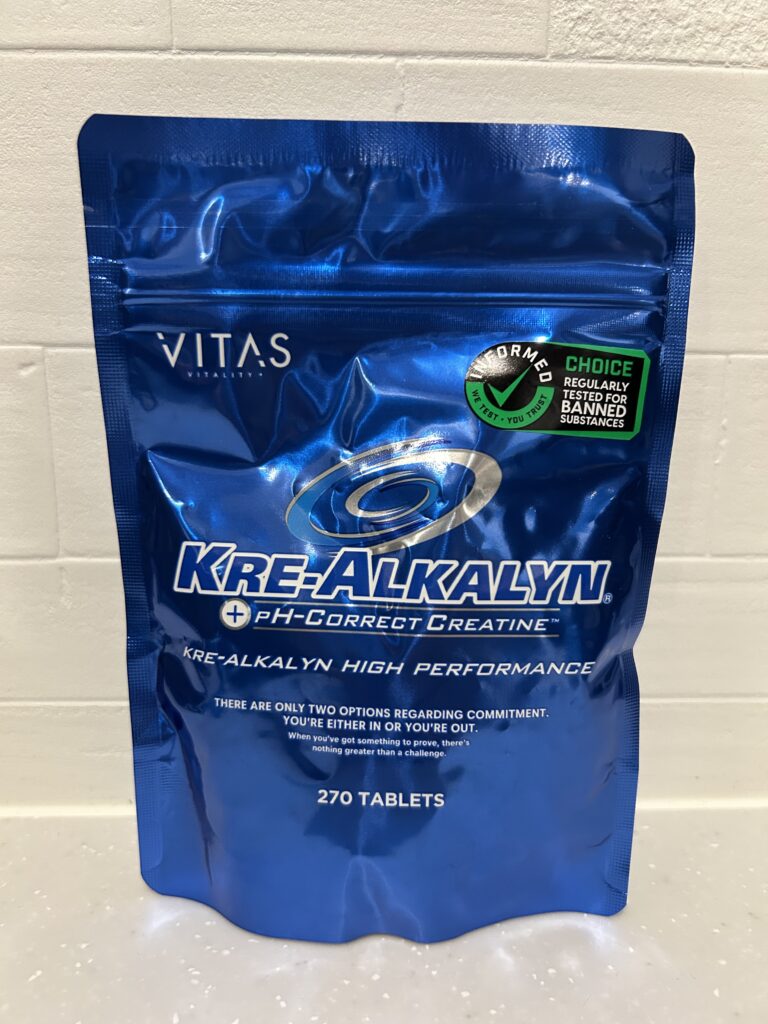 VITAS
VITALITY+
INFORMED
WE TEST • YOU TRUST
CHOICE
REGULARLY
TESTED FOR
BANNED
SUBSTANCES
KRE-ALKALYN®
+ pH-CORRECT CREATINE™
KRE-ALKALYN HIGH PERFORMANCE
THERE ARE ONLY TWO OPTIONS REGARDING COMMITMENT.
YOU'RE EITHER IN OR YOU'RE OUT.
When you've got something to prove, there's
nothing greater than a challenge.
270 TABLETS